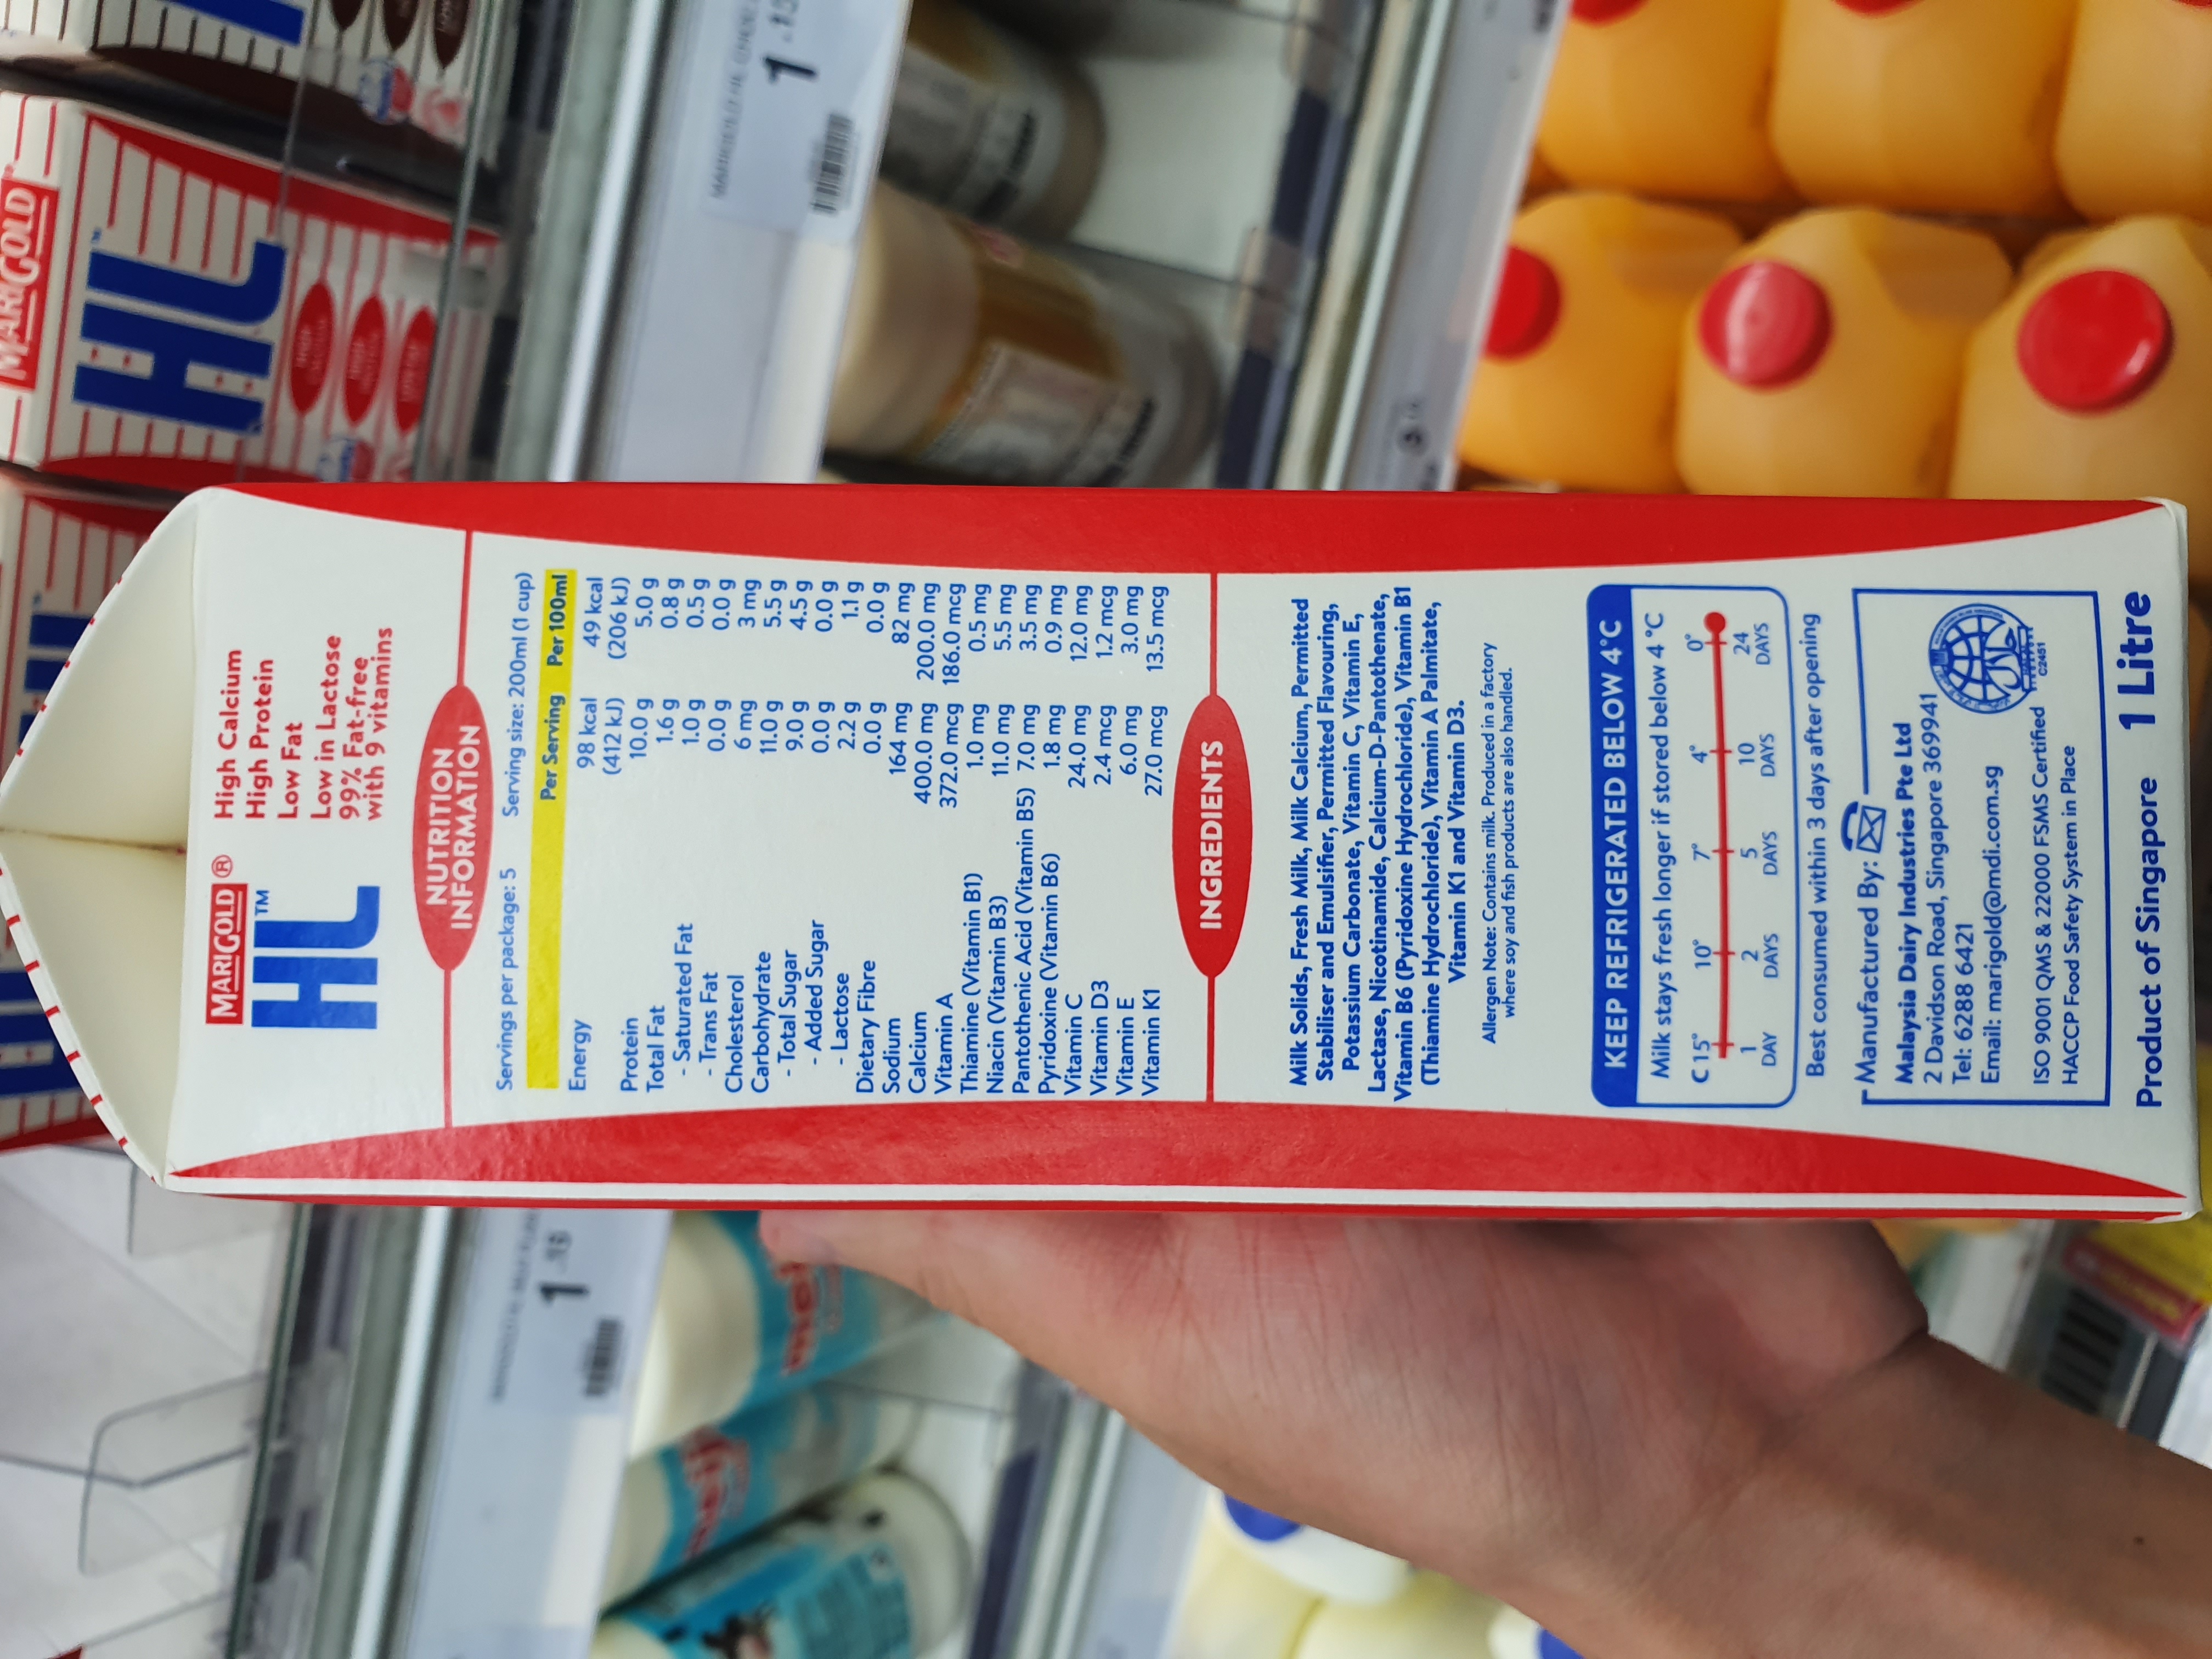 MARIGOLD
HL™
MARIGOLD ®
HL™
High Calcium
High Protein
Low Fat
Low in Lactose
99% Fat-free
with 9 vitamins
NUTRITION
INFORMATION
Servings per package: 5 Serving size: 200ml (1 cup)
Per Serving Per 100ml
Energy 98 kcal 49 kcal
(412 kJ) (206 kJ)
Protein 10.0 g 5.0 g
Total Fat 1.6 g 0.8 g
- Saturated Fat 1.0 g 0.5 g
- Trans Fat 0.0 g 0.0 g
Cholesterol 6 mg 3 mg
Carbohydrate 11.0 g 5.5 g
- Total Sugar 9.0 g 4.5 g
- Added Sugar 0.0 g 0.0 g
- Lactose 2.2 g 1.1 g
Dietary Fibre 0.0 g 0.0 g
Sodium 164 mg 82 mg
Calcium 400.0 mg 200.0 mg
Vitamin A 372.0 mcg 186.0 mcg
Thiamine (Vitamin B1) 1.0 mg 0.5 mg
Niacin (Vitamin B3) 11.0 mg 5.5 mg
Pantothenic Acid (Vitamin B5) 7.0 mg 3.5 mg
Pyridoxine (Vitamin B6) 1.8 mg 0.9 mg
Vitamin C 24.0 mg 12.0 mg
Vitamin D3 2.4 mcg 1.2 mcg
Vitamin E 6.0 mg 3.0 mg
Vitamin K1 27.0 mcg 13.5 mcg
INGREDIENTS
Milk Solids, Fresh Milk, Milk Calcium, Permitted
Stabiliser and Emulsifier, Permitted Flavouring,
Potassium Carbonate, Vitamin C, Vitamin E,
Lactase, Nicotinamide, Calcium-D-Pantothenate,
Vitamin B6 (Pyridoxine Hydrochloride), Vitamin B1
(Thiamine Hydrochloride), Vitamin A Palmitate,
Vitamin K1 and Vitamin D3.
Allergen Note: Contains milk. Produced in a factory
where soy and fish products are also handled.
KEEP REFRIGERATED BELOW 4°C
Milk stays fresh longer if stored below 4 °C
C 15° 10° 7° 4° 0°
1 2 5 10 24
DAY DAYS DAYS DAYS DAYS
Best consumed within 3 days after opening
Manufactured By:
Malaysia Dairy Industries Pte Ltd
2 Davidson Road, Singapore 369941
Tel: 6288 6421
Email: marigold@mdi.com.sg
ISO 9001 QMS & 22000 FSMS Certified
HACCP Food Safety System in Place
حلال
SINGAPORE
C2451
Product of Singapore 1 Litre